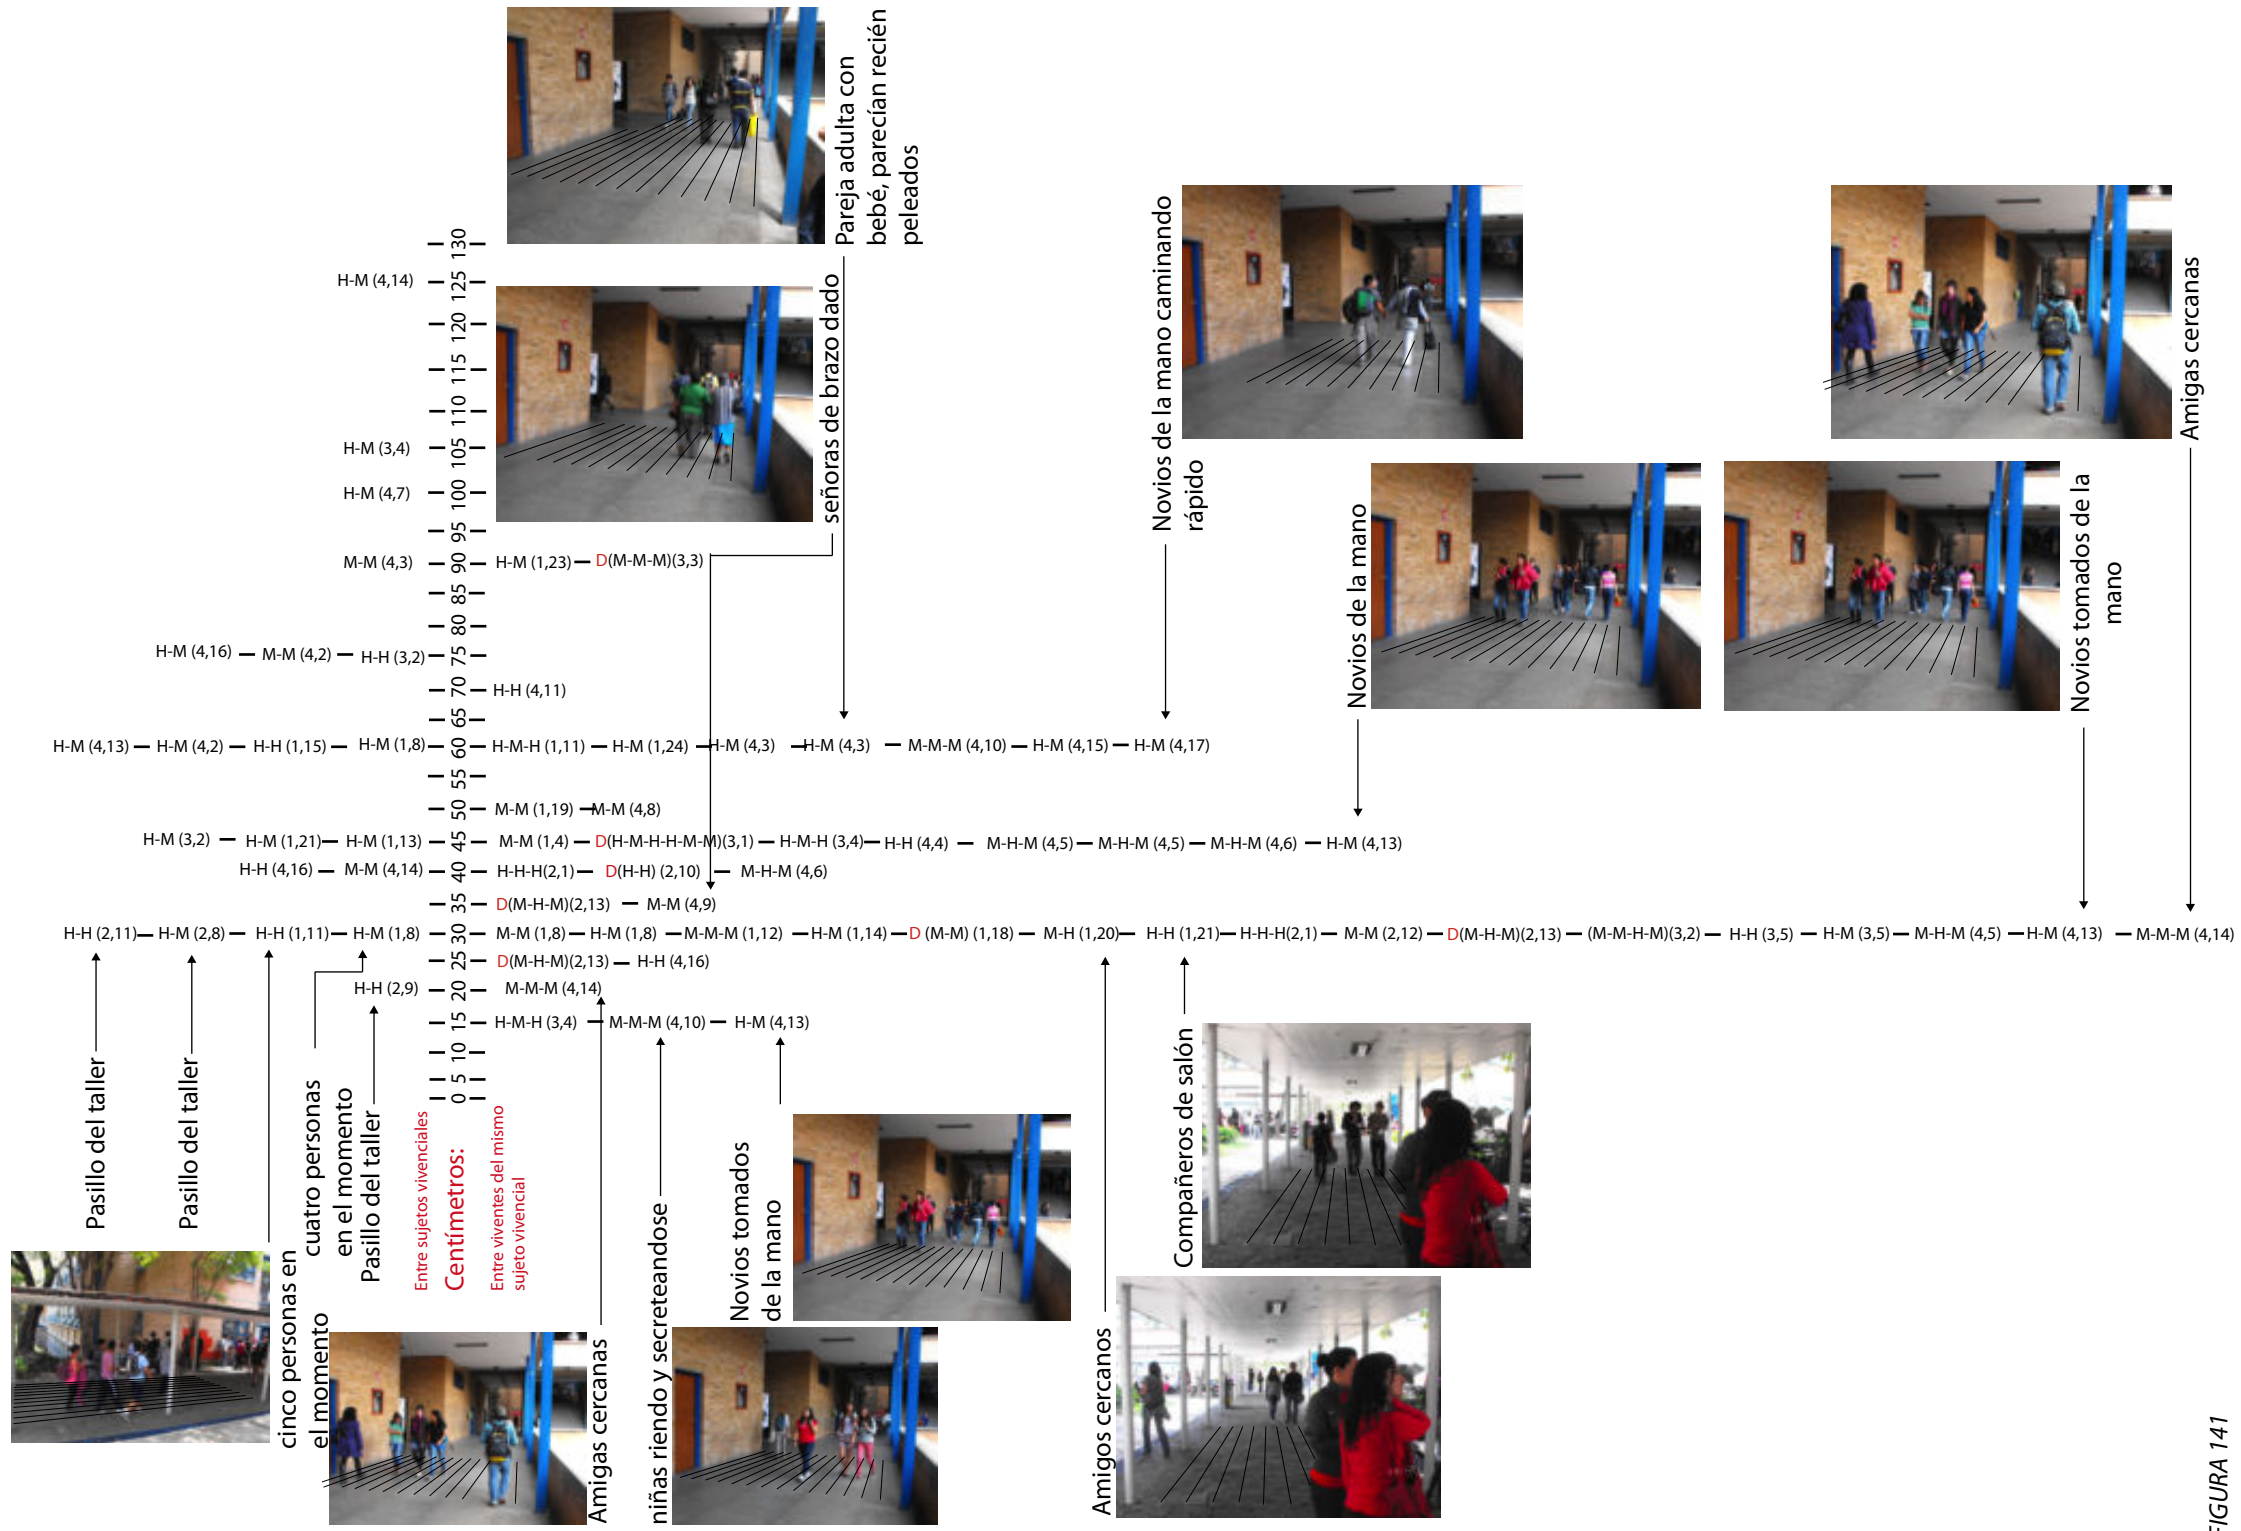 Pareja adulta con
bebé, parecían recién
peleados
señoras de brazo dado
Novios de la mano caminando
rápido
Novios de la mano
Novios tomados de la
mano
Amigas cercanas
130
H-M (4,14) 125
120
115
110
H-M (3,4) 105
H-M (4,7) 100
95
M-M (4,3) 90 H-M (1,23) — D(M-M-M)(3,3)
85
80
H-M (4,16) — M-M (4,2) — H-H (3,2) 75
70 H-H (4,11)
65
H-M (4,13) — H-M (4,2) — H-H (1,15) — H-M (1,8) 60 H-M-H (1,11) — H-M (1,24) — H-M (4,3) — H-M (4,3) — M-M-M (4,10) — H-M (4,15) — H-M (4,17)
55
50 M-M (1,19) — M-M (4,8)
H-M (3,2) — H-M (1,21) — H-M (1,13) 45 M-M (1,4) — D(H-M-H-H-M-M)(3,1) — H-M-H (3,4) — H-H (4,4) — M-H-M (4,5) — M-H-M (4,5) — M-H-M (4,6) — H-M (4,13)
H-H (4,16) — M-M (4,14) 40 H-H-H(2,1) — D(H-H) (2,10) — M-H-M (4,6)
35 D(M-H-M)(2,13) — M-M (4,9)
H-H (2,11) — H-M (2,8) — H-H (1,11) — H-M (1,8) 30 M-M (1,8) — H-M (1,8) — M-M-M (1,12) — H-M (1,14) — D (M-M) (1,18) — M-H (1,20) — H-H (1,21) — H-H-H(2,1) — M-M (2,12) — D(M-H-M)(2,13) — (M-M-H-M)(3,2) — H-H (3,5) — H-M (3,5) — M-H-M (4,5) — H-M (4,13) — M-M-M (4,14)
25 D(M-H-M)(2,13) — H-H (4,16)
H-H (2,9) 20 M-M-M (4,14)
15 H-M-H (3,4) — M-M-M (4,10) — H-M (4,13)
10
5
0
Pasillo del taller
Pasillo del taller
cinco personas en
el momento
cuatro personas
en el momento
Pasillo del taller
Entre sujetos vivenciales
Centímetros:
Entre viventes del mismo
sujeto vivencial
Amigas cercanas
niñas riendo y secreteandose
Novios tomados
de la mano
Amigos cercanos
Compañeros de salón
FIGURA 141